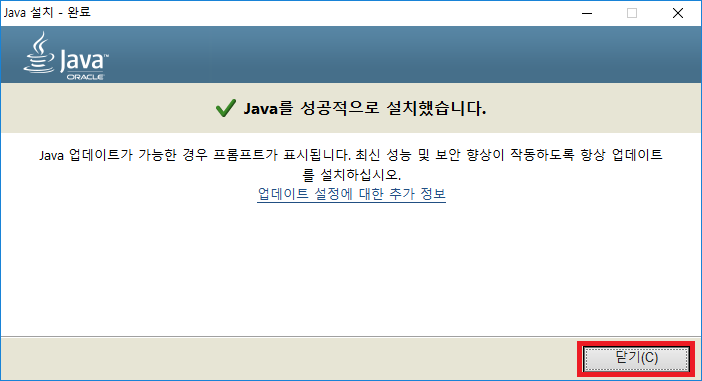 Java 설치 - 완료
Java™
ORACLE
Java를 성공적으로 설치했습니다.
Java 업데이트가 가능한 경우 프롬프트가 표시됩니다. 최신 성능 및 보안 향상이 작동하도록 항상 업데이트
를 설치하십시오.
업데이트 설정에 대한 추가 정보
닫기(C)